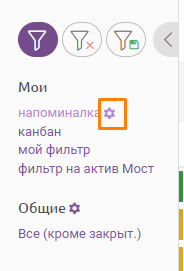 Мои
напоминалка
канбан
мой фильтр
фильтр на актив Мост
Общие
Все (кроме закрыт.)